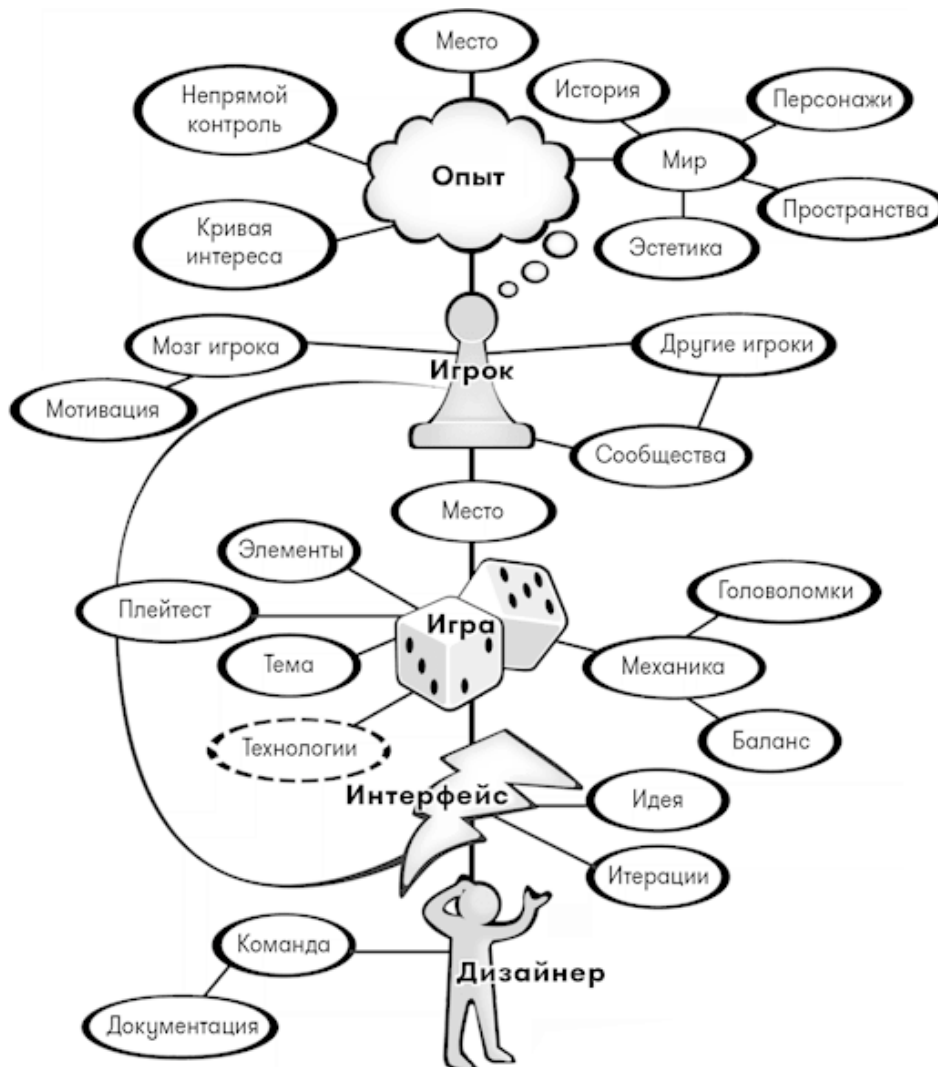 Место
Непрямой
контроль
История
Персонажи
Опыт
Мир
Кривая
интереса
Пространства
Эстетика
Мозг игрока
Другие игроки
Игрок
Мотивация
Сообщества
Место
Элементы
Головоломки
Плейтест
Игра
Тема
Механика
Технологии
Баланс
Интерфейс
Идея
Итерации
Команда
Дизайнер
Документация